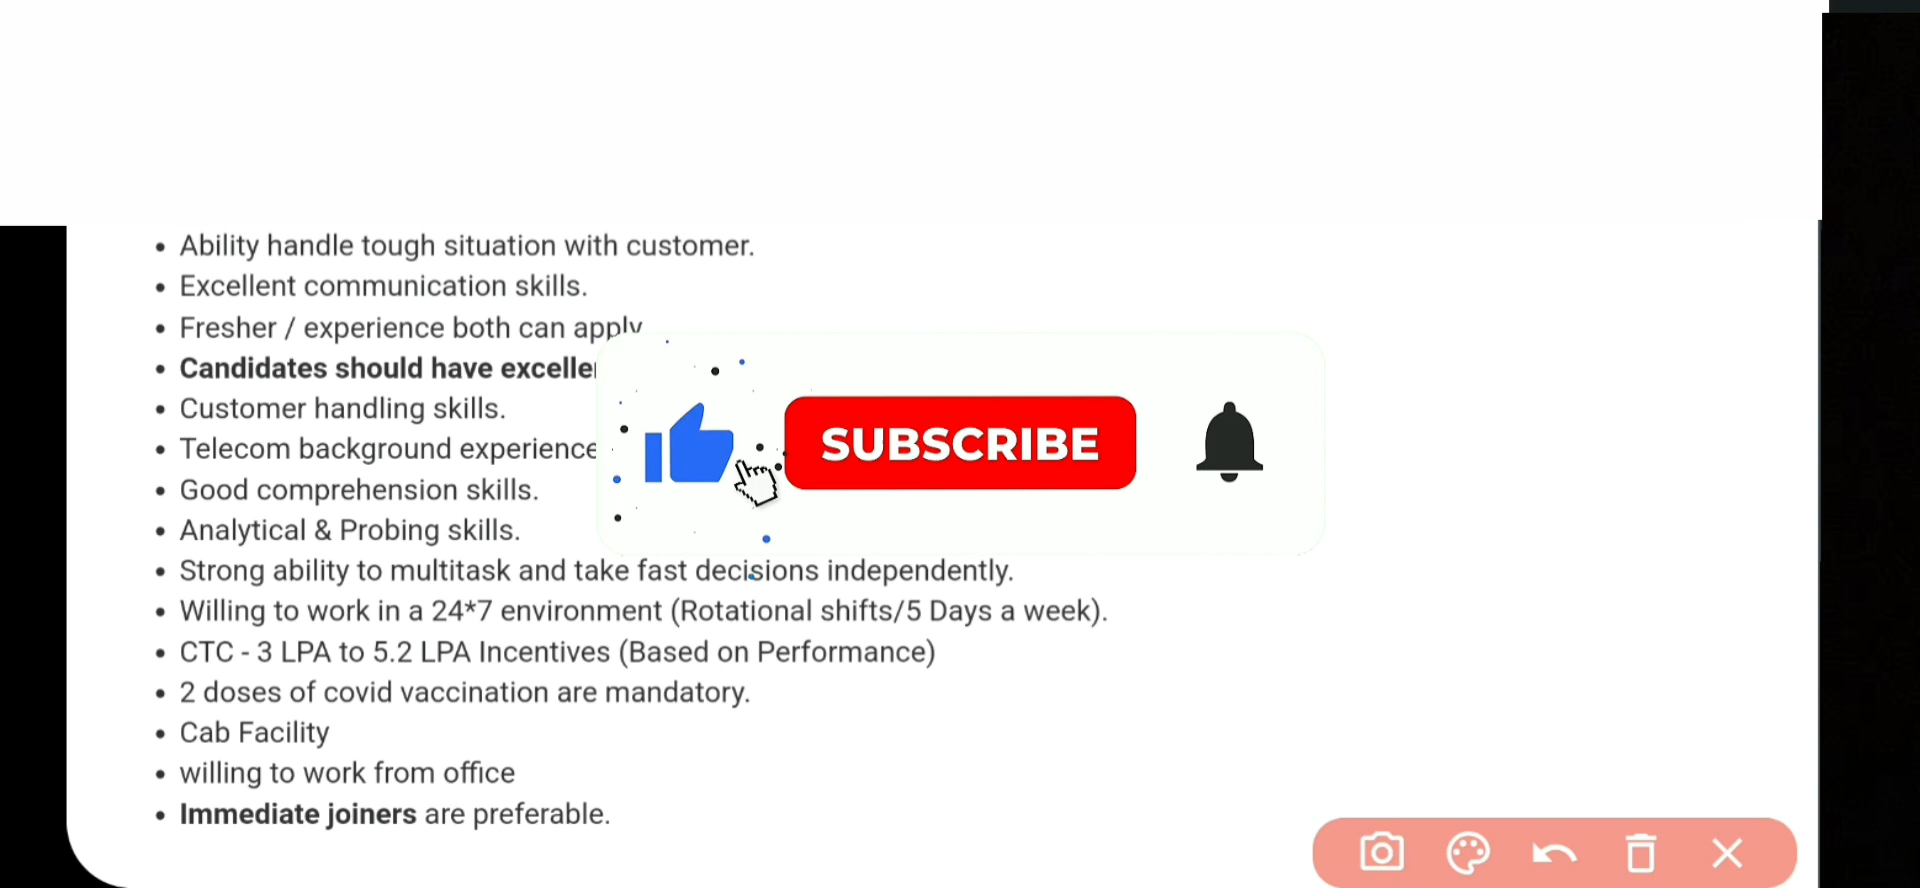 • Ability handle tough situation with customer.
• Excellent communication skills.
• Fresher / experience both can apply
• Candidates should have
• Customer handling skills.
• Telecom background experience
• Good comprehension skills.
• Analytical & Probing skills.
SUBSCRIBE
• Strong ability to multitask and take fast decisions independently.
• Willing to work in a 24*7 environment (Rotational shifts/5 Days a week).
• CTC - 3 LPA to 5.2 LPA Incentives (Based on Performance)
• 2 doses of covid vaccination are mandatory.
• Cab Facility
• willing to work from office
• Immediate joiners are preferable.